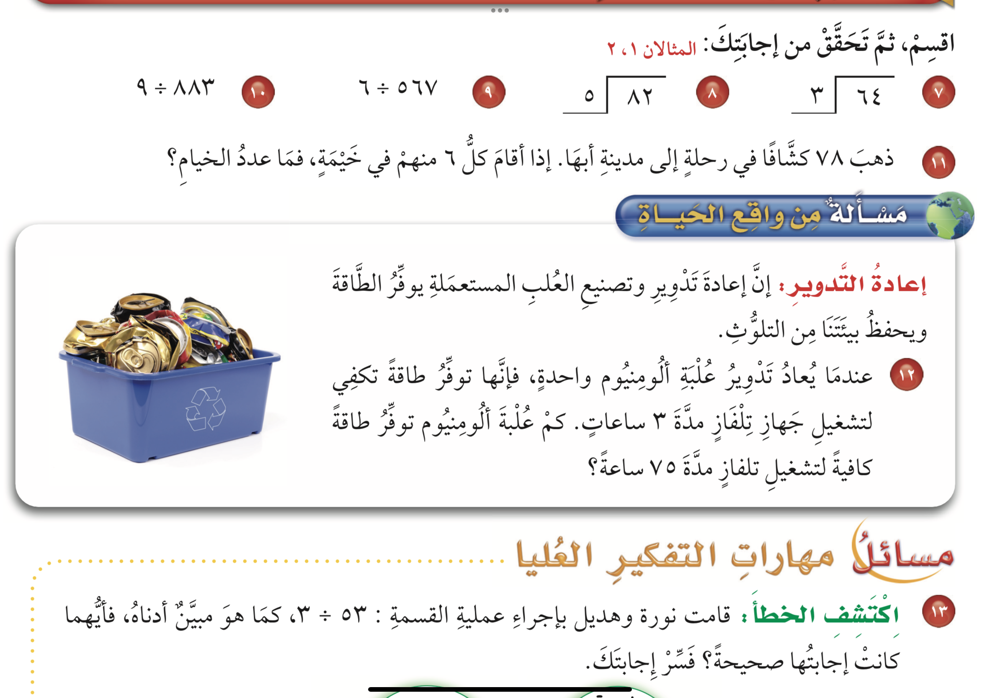 اقسِمْ، ثمَّ تَحَقَّقْ من إجابَتِكَ: المثالان ١، ٢
٧ ٦٤ ٣ ٨ ٨٢ ٥ ٩ ٥٦٧ ÷ ٦ ١٠ ٨٨٣ ÷ ٩
١١ ذهبَ ٧٨ كشَّافًا في رحلةٍ إلى مدينةِ أبهَا. إذا أقامَ كلُّ ٦ منهمْ في خَيْمَةٍ، فمَا عددُ الخيامِ؟
مَسْأَلةٌ مِن واقِع الحَياةِ
إعادةُ التَّدويرِ: إنَّ إعادةَ تَدْوِيرِ وتصنيعِ العُلبِ المستعمَلةِ يوفِّرُ الطَّاقةَ
ويحفظُ بيئَتَنَا مِن التلوُّثِ.
١٢ عندمَا يُعادُ تَدْوِيرُ عُلْبَةِ ألُومِنيُوم واحدةٍ، فإنَّها توفِّرُ طاقةً تكفِي
لتشغيلِ جَهازِ تِلْفَازٍ مدَّةَ ٣ ساعاتٍ. كمْ عُلْبةَ ألُومِنيُوم توفِّرُ طاقةً
كافيةً لتشغيلِ تلفازٍ مدَّةَ ٧٥ ساعةً؟
مسائلُ مهاراتِ التفكيرِ العُليا
١٣ اِكْتَشِفِ الخطأَ: قامت نورة وهديل بإجراءِ عمليةِ القسمةِ : ٥٣ ÷ ٣، كمَا هوَ مبيَّنٌ أدناهُ، فأيُّهما
كانتْ إجابتُها صحيحةً؟ فَسِّرْ إجابتَكَ.